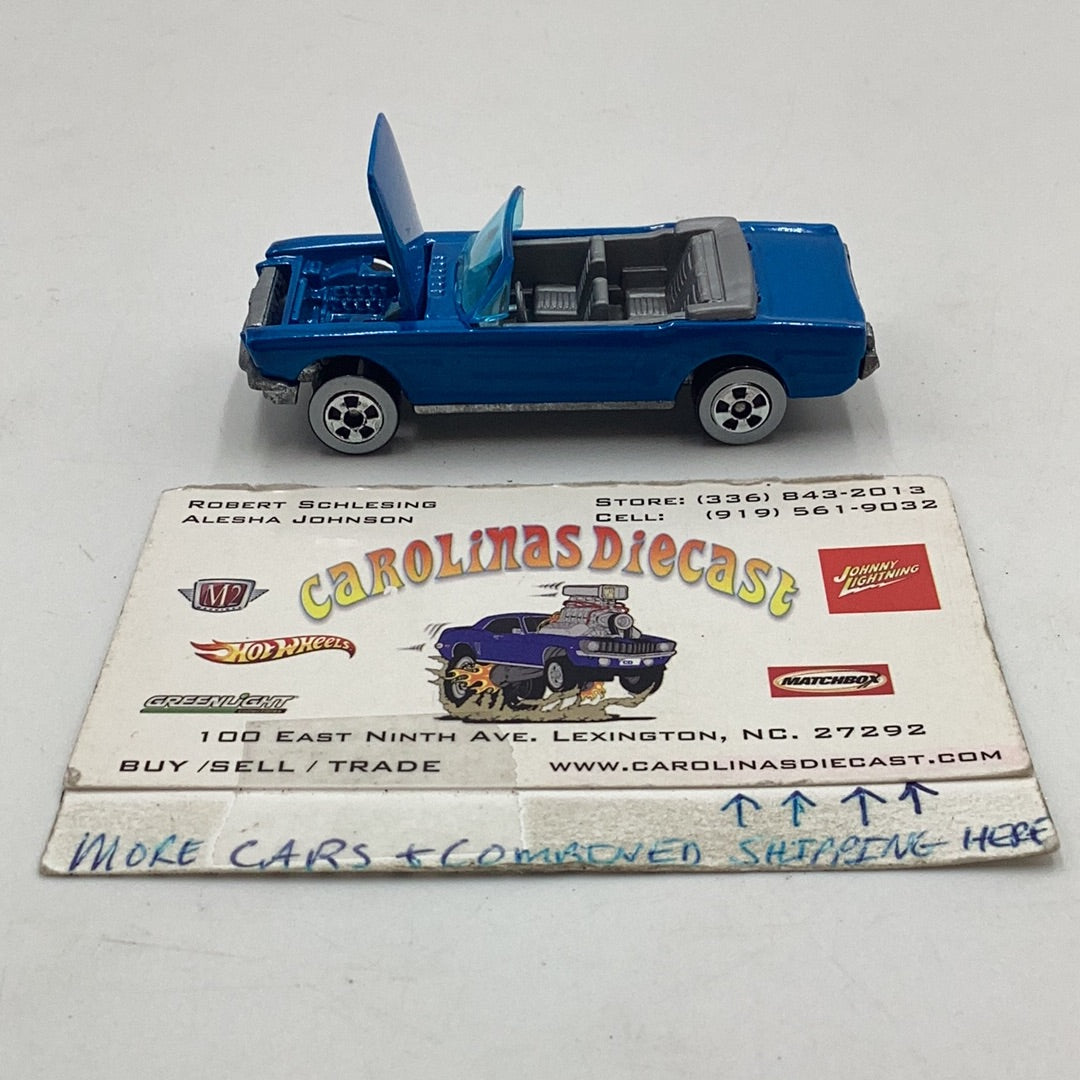 ROBERT SCHLESING
ALESHA JOHNSON
STORE: (336) 843-2013
CELL: (919) 561-9032
CAROLINAS DIECAST
M2
JOHNNY LIGHTNING
HOT WHEELS
MATCHBOX
GREENLIGHT
CD
100 EAST NINTH AVE. LEXINGTON, NC. 27292
BUY /SELL / TRADE
WWW.CAROLINASDIECAST.COM
MORE CARS + COMBINED SHIPPING HERE